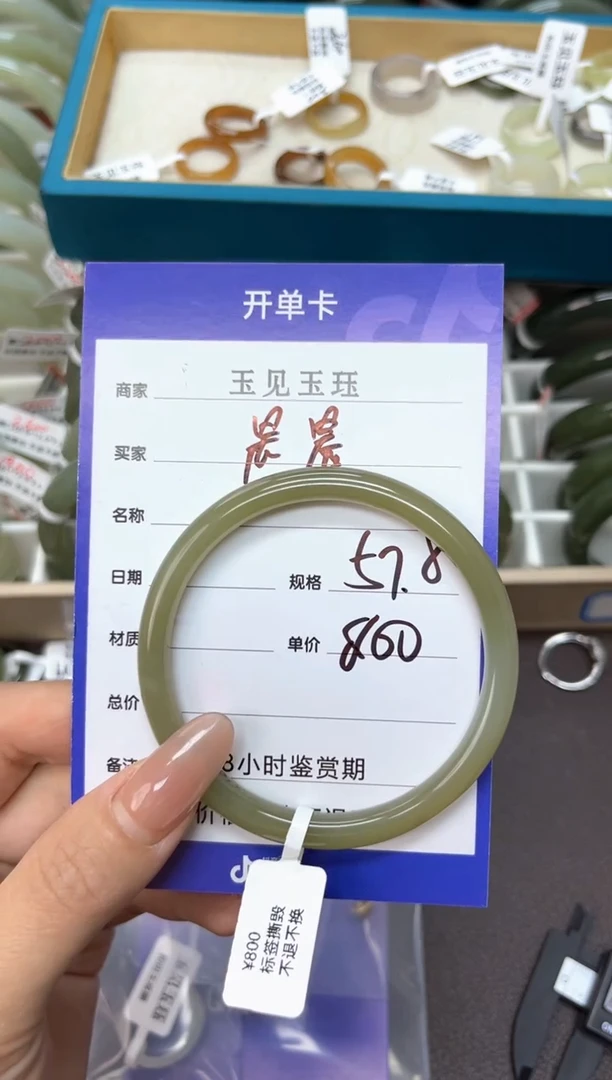 开单卡
商家 玉见玉珏
买家 晨晨
名称
日期
规格 57.8
材质
单价 860
总价
8小时鉴赏期
¥800
标签撕毁
不退不换